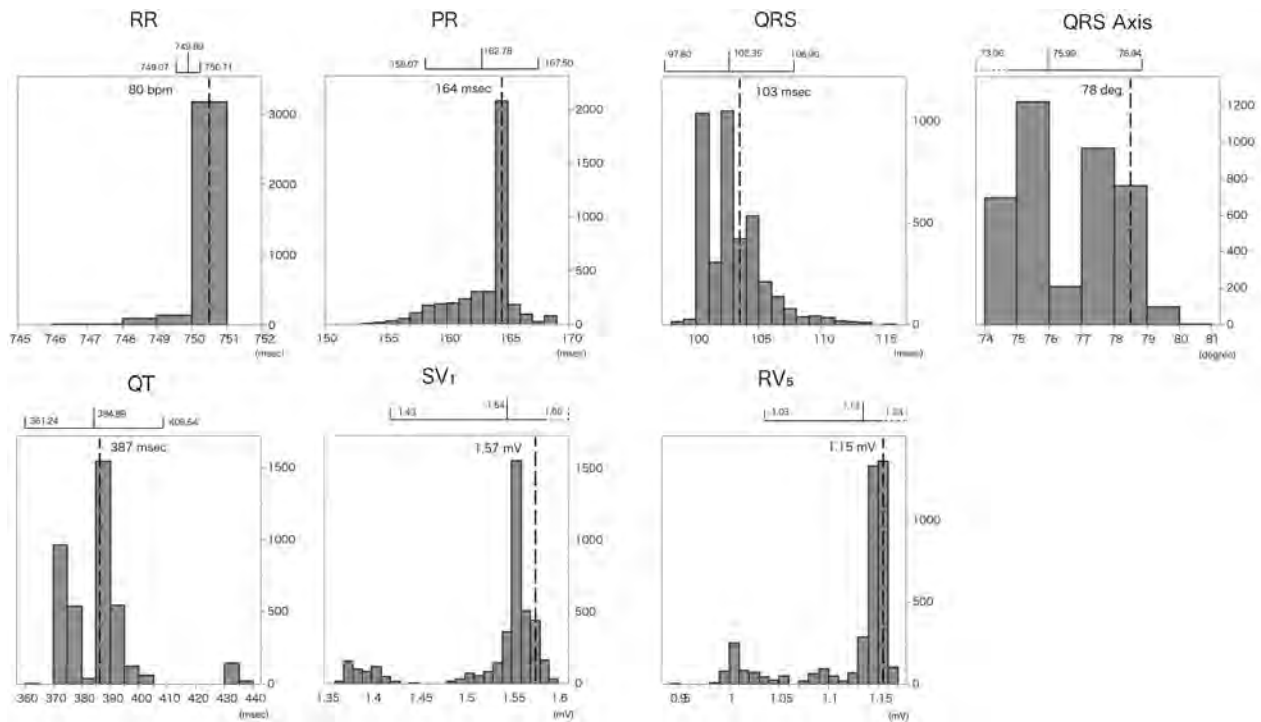 RR
749.89
749.07
750.71
80 bpm
3000
2000
1000
0
745 746 747 748 749 750 751 752
(msec)
PR
162.78
158.07
167.50
164 msec
2000
1500
1000
500
0
150 160 165 170
(msec)
QRS
97.80
102.35
106.90
103 msec
1000
500
0
100 105 110 115
(msec)
QRS Axis
75.99
78 deg.
1200
1000
800
600
400
200
0
74 75 76 77 78 79 80 81
(degree)
QT
361.24
384.89
408.54
387 msec
1500
1000
500
0
360 370 380 390 400 410 420 430 440
(msec)
SV₁
1.54
1.43
1.57 mV
1500
1000
500
0
1.35 1.4 1.45 1.5 1.55 1.6
(mV)
RV₅
1.03
1.15 mV
1000
500
0
0.95 1 1.05 1.1 1.15
(mV)